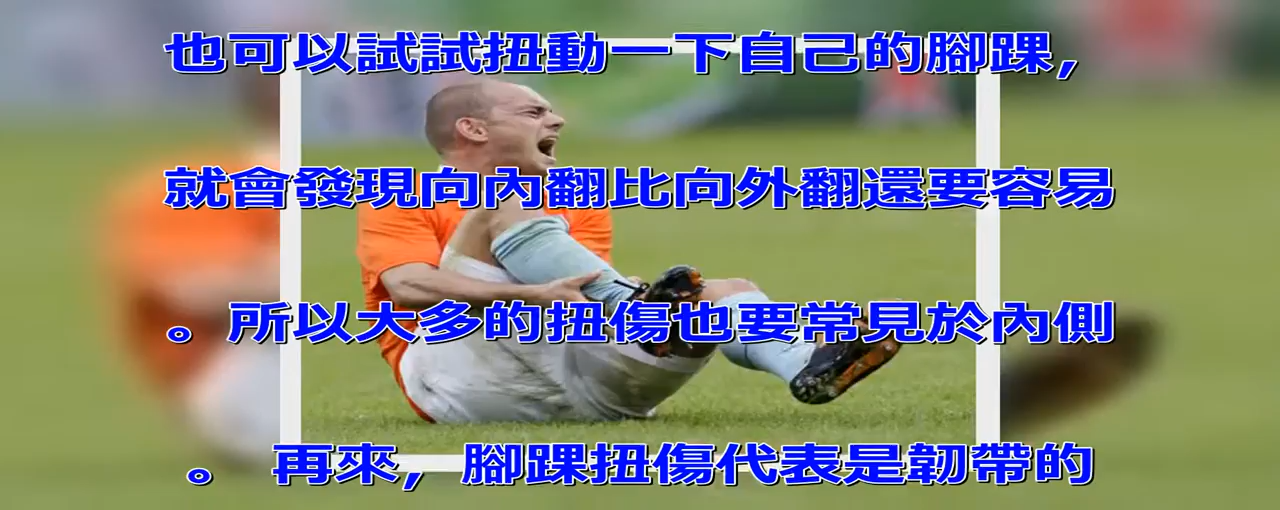 也可以試試扭動一下自己的腳踝，
就會發現向內翻比向外翻還要容易
。所以大多的扭傷也要常見於內側
。 再來，腳踝扭傷代表是韌帶的